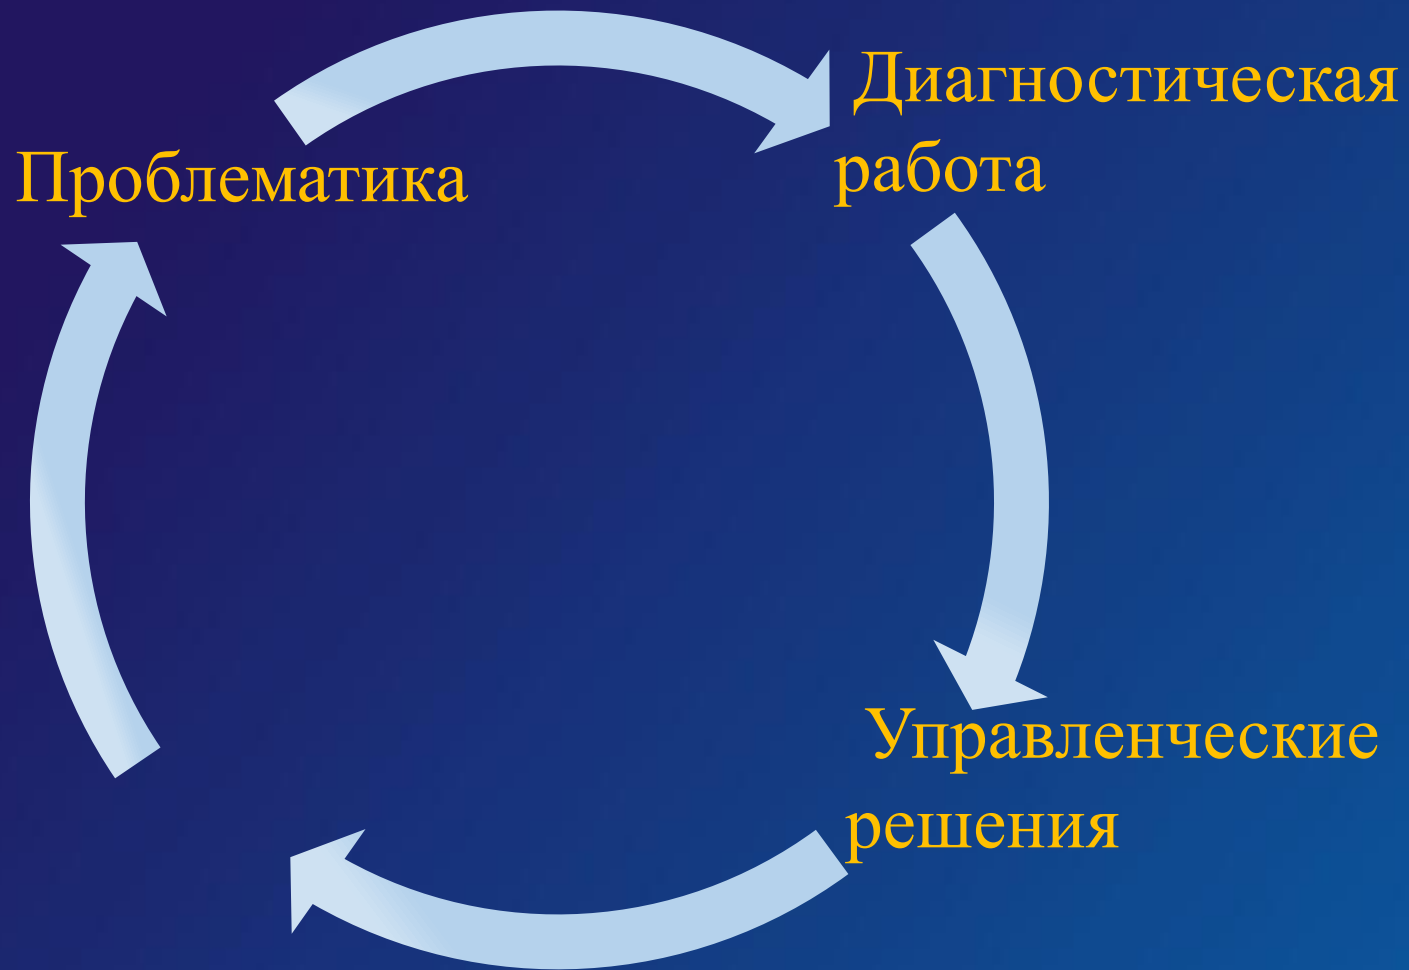 Проблематика
Диагностическая
работа
Управленческие
решения